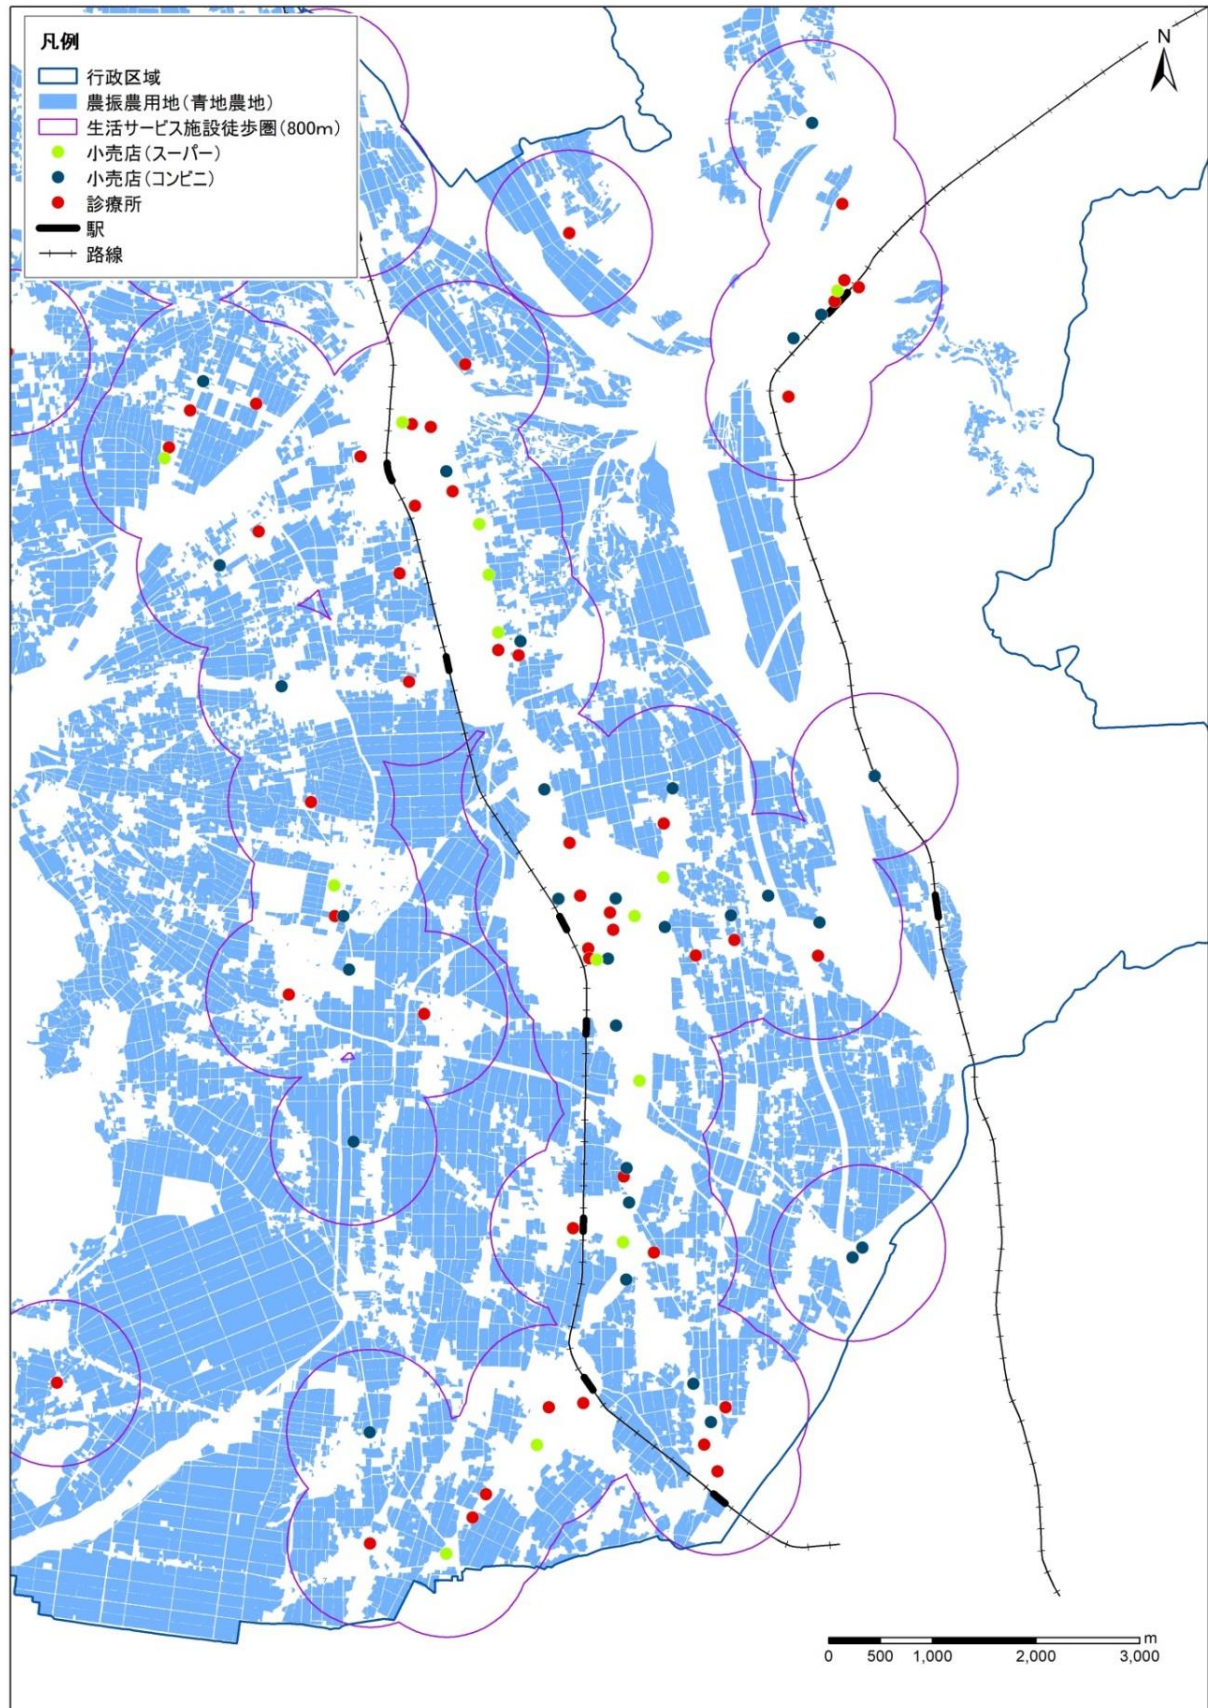 凡例
行政区域
農振農用地(青地農地)
生活サービス施設徒歩圏(800m)
小売店(スーパー)
小売店(コンビニ)
診療所
駅
路線
N
m
0 500 1,000 2,000 3,000